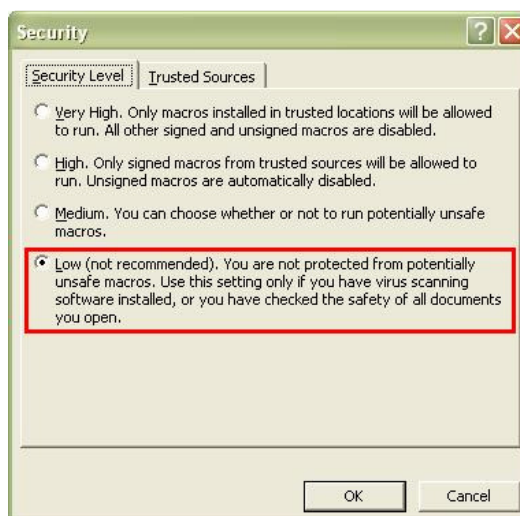 Security
Security Level Trusted Sources
Very High. Only macros installed in trusted locations will be allowed
to run. All other signed and unsigned macros are disabled.
High. Only signed macros from trusted sources will be allowed to
run. Unsigned macros are automatically disabled.
Medium. You can choose whether or not to run potentially unsafe
macros.
Low (not recommended). You are not protected from potentially
unsafe macros. Use this setting only if you have virus scanning
software installed, or you have checked the safety of all documents
you open.
OK Cancel